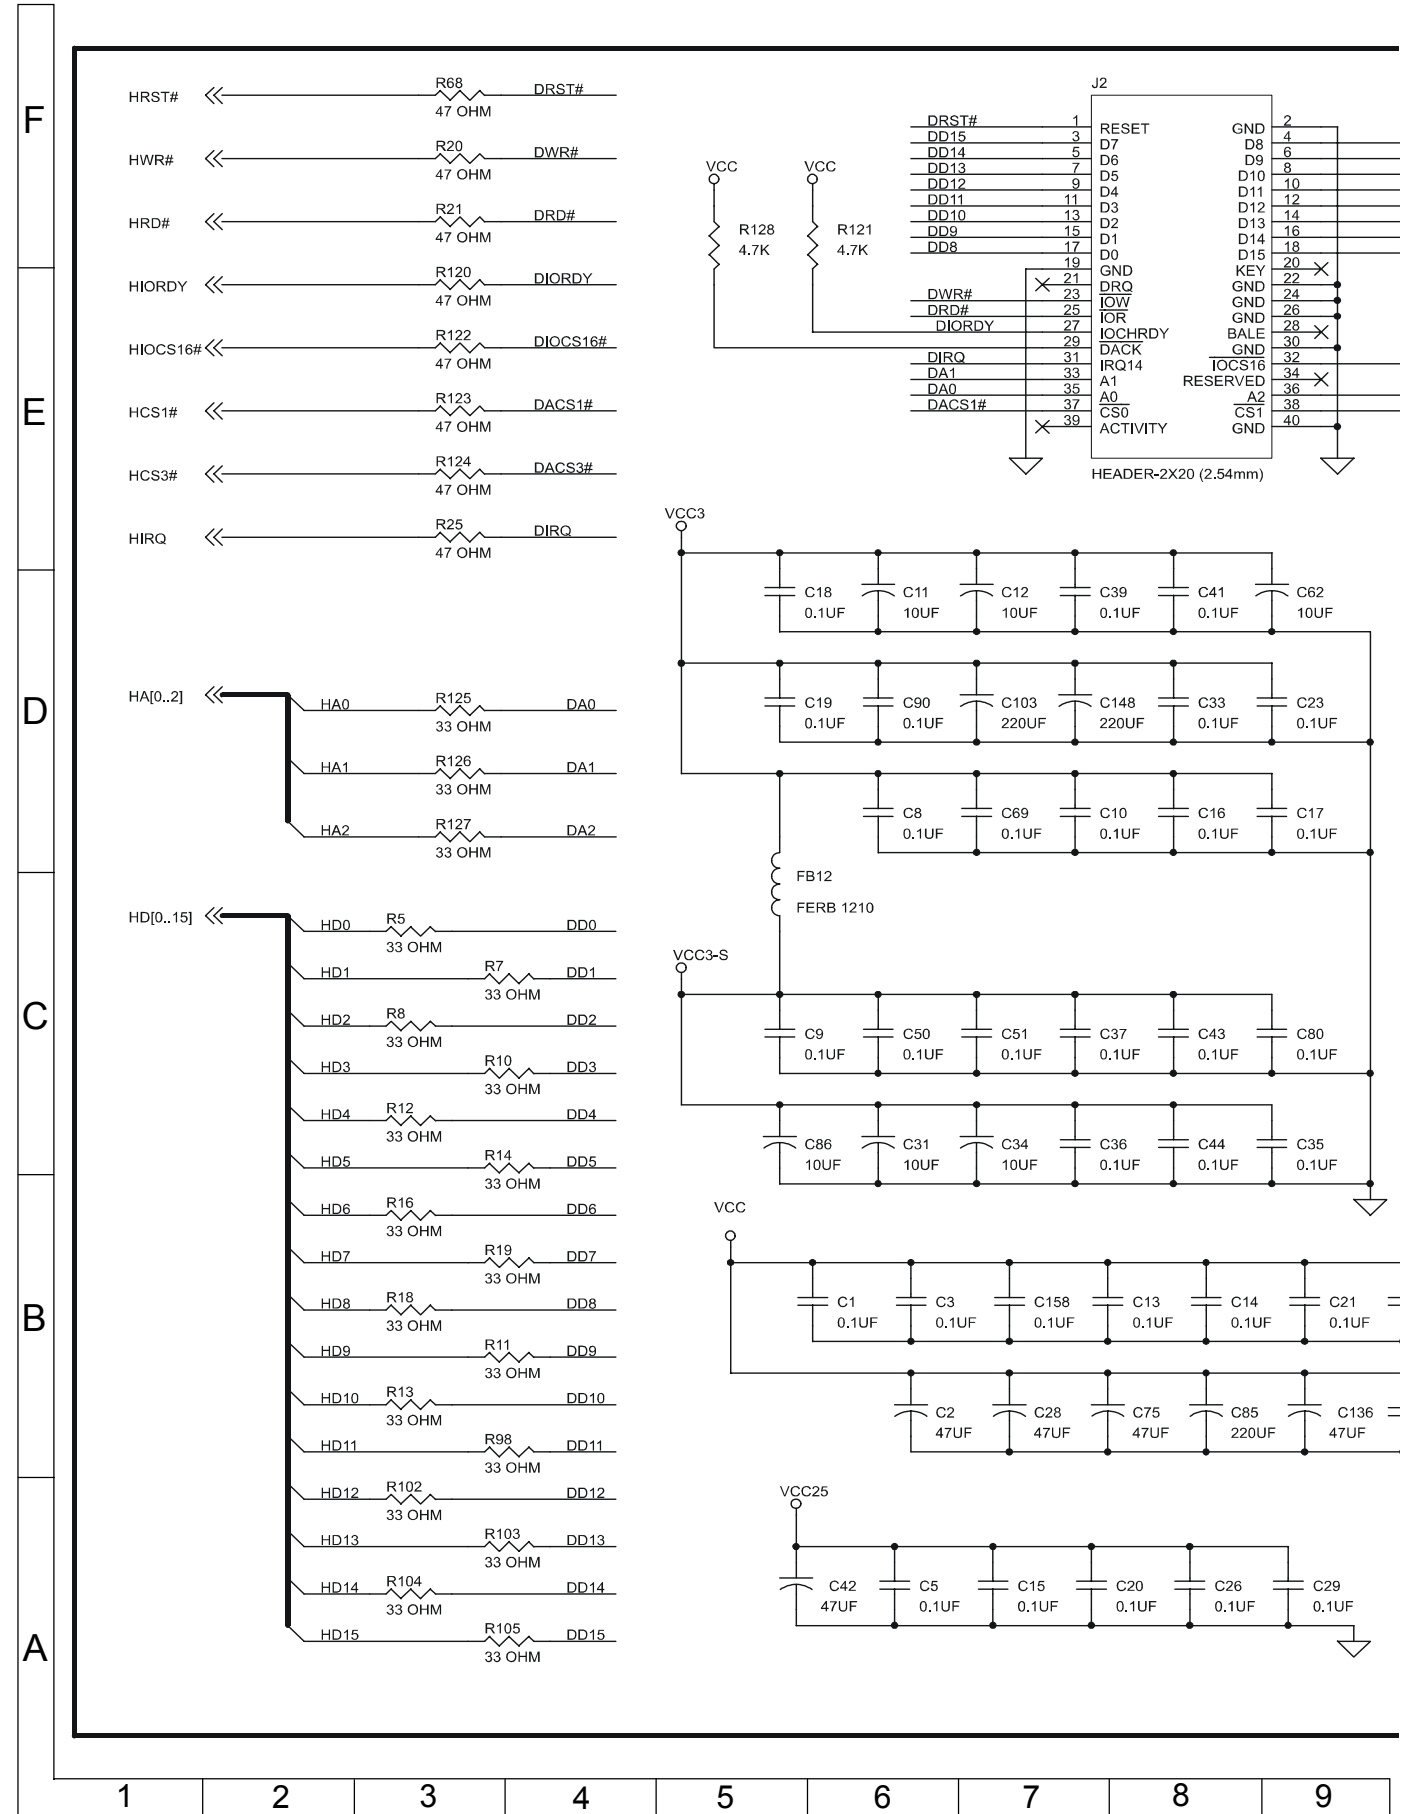 F
E
D
C
B
A
1 2 3 4 5 6 7 8 9
HRST# R68 DRST#
47 OHM
HWR# R20 DWR#
47 OHM
HRD# R21 DRD#
47 OHM
HIORDY R120 DIORDY
47 OHM
HIOCS16# R122 DIOCS16#
47 OHM
HCS1# R123 DACS1#
47 OHM
HCS3# R124 DACS3#
47 OHM
HIRQ R25 DIRQ
47 OHM
HA[0..2]
HA0 R125 DA0
33 OHM
HA1 R126 DA1
33 OHM
HA2 R127 DA2
33 OHM
HD[0..15]
HD0 R5 DD0
33 OHM
HD1 R7 DD1
33 OHM
HD2 R8 DD2
33 OHM
HD3 R10 DD3
33 OHM
HD4 R12 DD4
33 OHM
HD5 R14 DD5
33 OHM
HD6 R16 DD6
33 OHM
HD7 R19 DD7
33 OHM
HD8 R18 DD8
33 OHM
HD9 R11 DD9
33 OHM
HD10 R13 DD10
33 OHM
HD11 R98 DD11
33 OHM
HD12 R102 DD12
33 OHM
HD13 R103 DD13
33 OHM
HD14 R104 DD14
33 OHM
HD15 R105 DD15
33 OHM
VCC VCC
R128 R121
4.7K 4.7K
J2
DRST# 1 RESET GND 2
DD15 3 D7 D8 4
DD14 5 D6 D9 6
DD13 7 D5 D10 8
DD12 9 D4 D11 10
DD11 11 D3 D12 12
DD10 13 D2 D13 14
DD9 15 D1 D14 16
DD8 17 D0 D15 18
19 GND KEY 20
21 DRQ GND 22
DWR# 23 IOW GND 24
DRD# 25 IOR GND 26
DIORDY 27 IOCHRDY BALE 28
29 DACK GND 30
DIRQ 31 IRQ14 IOCS16 32
DA1 33 A1 RESERVED 34
DA0 35 A0 A2 36
DACS1# 37 CS0 CS1 38
39 ACTIVITY GND 40
HEADER-2X20 (2.54mm)
VCC3
C18 C11 C12 C39 C41 C62
0.1UF 10UF 10UF 0.1UF 0.1UF 10UF
C19 C90 C103 C148 C33 C23
0.1UF 0.1UF 220UF 220UF 0.1UF 0.1UF
C8 C69 C10 C16 C17
0.1UF 0.1UF 0.1UF 0.1UF 0.1UF
FB12
FERB 1210
VCC3-S
C9 C50 C51 C37 C43 C80
0.1UF 0.1UF 0.1UF 0.1UF 0.1UF 0.1UF
C86 C31 C34 C36 C44 C35
10UF 10UF 10UF 0.1UF 0.1UF 0.1UF
VCC
C1 C3 C158 C13 C14 C21
0.1UF 0.1UF 0.1UF 0.1UF 0.1UF 0.1UF
C2 C28 C75 C85 C136
47UF 47UF 47UF 220UF 47UF
VCC25
C42 C5 C15 C20 C26 C29
47UF 0.1UF 0.1UF 0.1UF 0.1UF 0.1UF